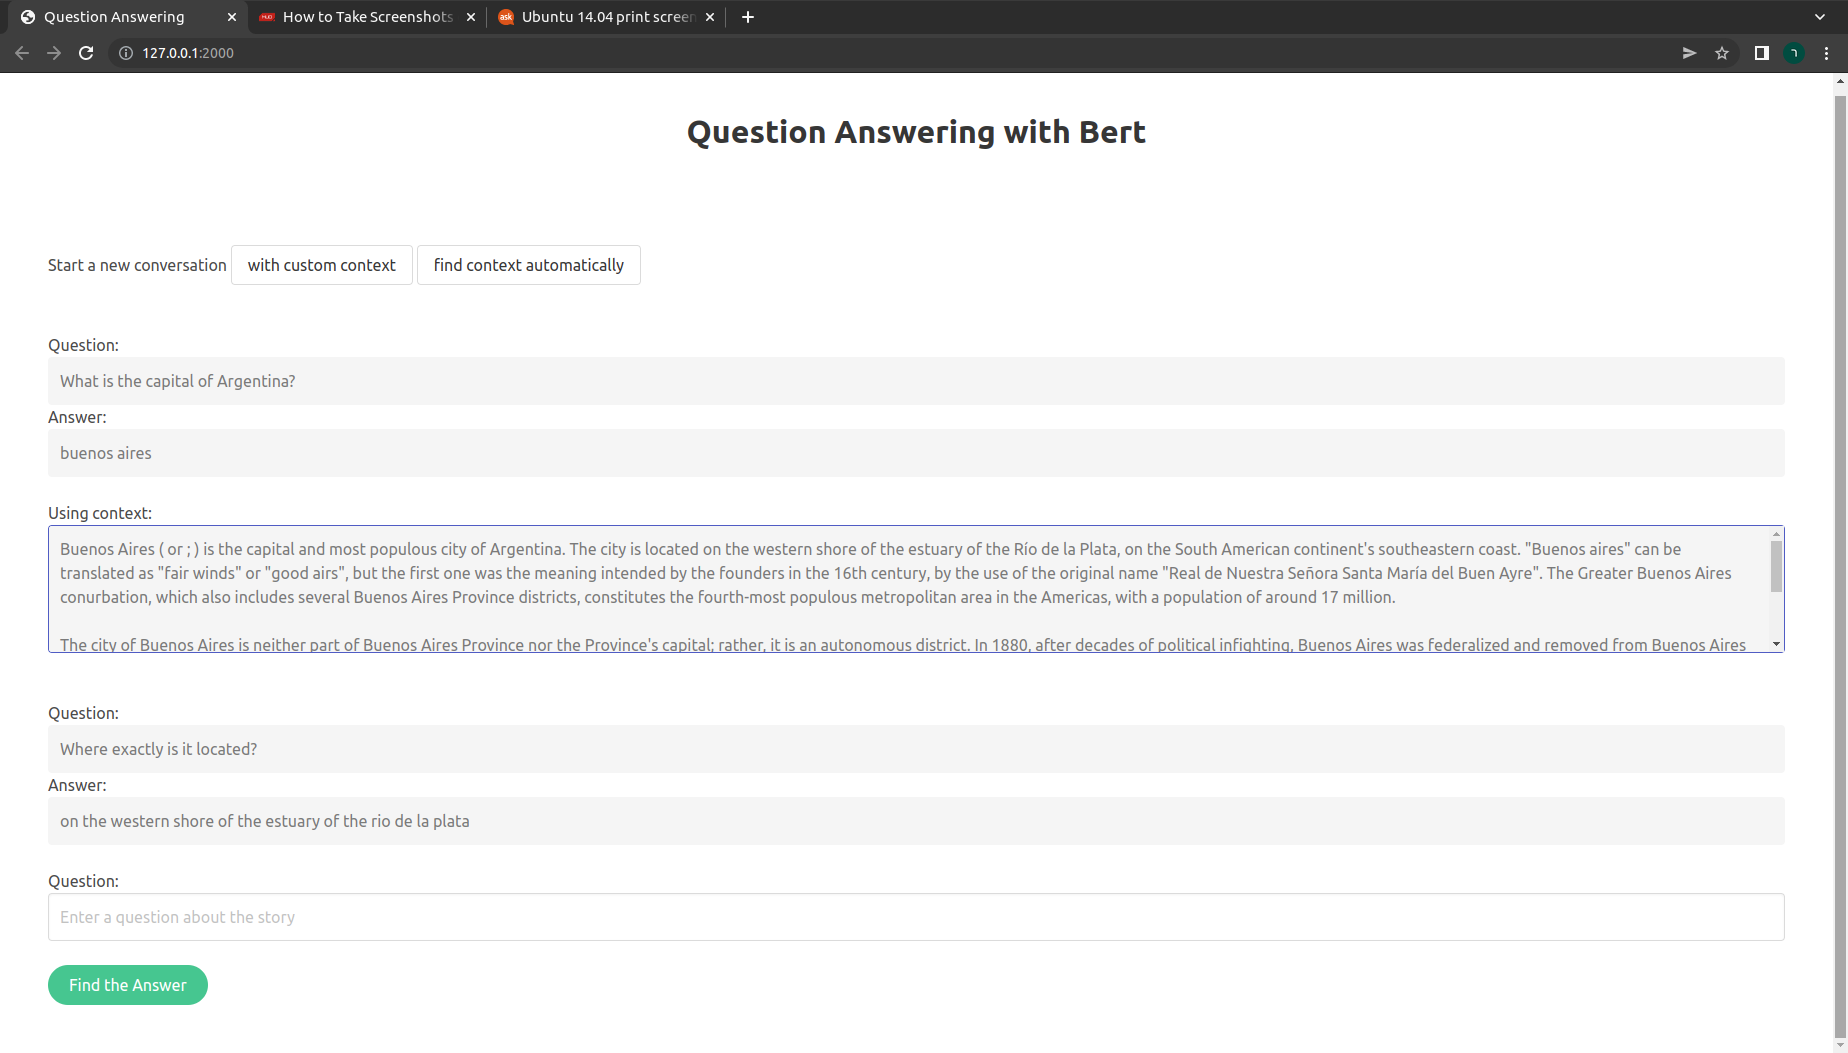 Question Answering
How to Take Screenshots
Ubuntu 14.04 print screen
127.0.0.1:2000
Question Answering with Bert
Start a new conversation with custom context find context automatically
Question:
What is the capital of Argentina?
Answer:
buenos aires
Using context:
Buenos Aires ( or ; ) is the capital and most populous city of Argentina. The city is located on the western shore of the estuary of the Río de la Plata, on the South American continent's southeastern coast. "Buenos aires" can be
translated as "fair winds" or "good airs", but the first one was the meaning intended by the founders in the 16th century, by the use of the original name "Real de Nuestra Señora Santa María del Buen Ayre". The Greater Buenos Aires
conurbation, which also includes several Buenos Aires Province districts, constitutes the fourth-most populous metropolitan area in the Americas, with a population of around 17 million.
The city of Buenos Aires is neither part of Buenos Aires Province nor the Province's capital; rather, it is an autonomous district. In 1880, after decades of political infighting, Buenos Aires was federalized and removed from Buenos Aires
Question:
Where exactly is it located?
Answer:
on the western shore of the estuary of the rio de la plata
Question:
Enter a question about the story
Find the Answer